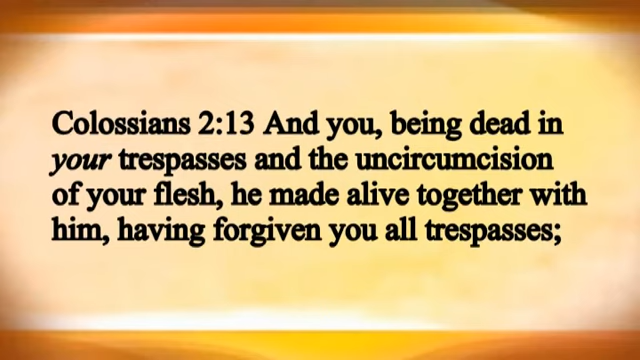 Colossians 2:13 And you, being dead in
your trespasses and the uncircumcision
of your flesh, he made alive together with
him, having forgiven you all trespasses;